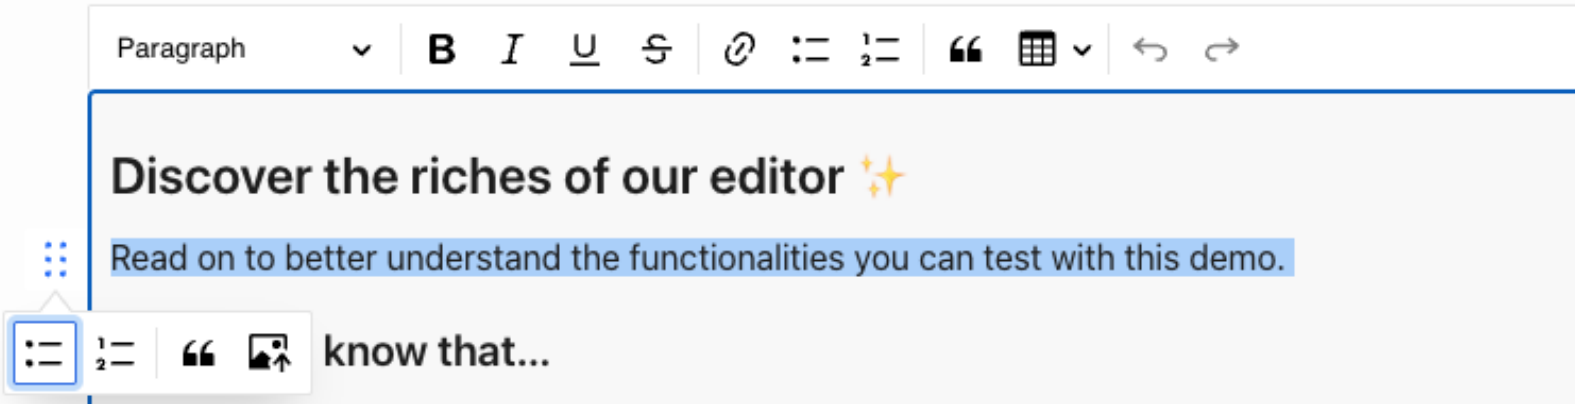 Paragraph
Discover the riches of our editor ✨
Read on to better understand the functionalities you can test with this demo.
know that...